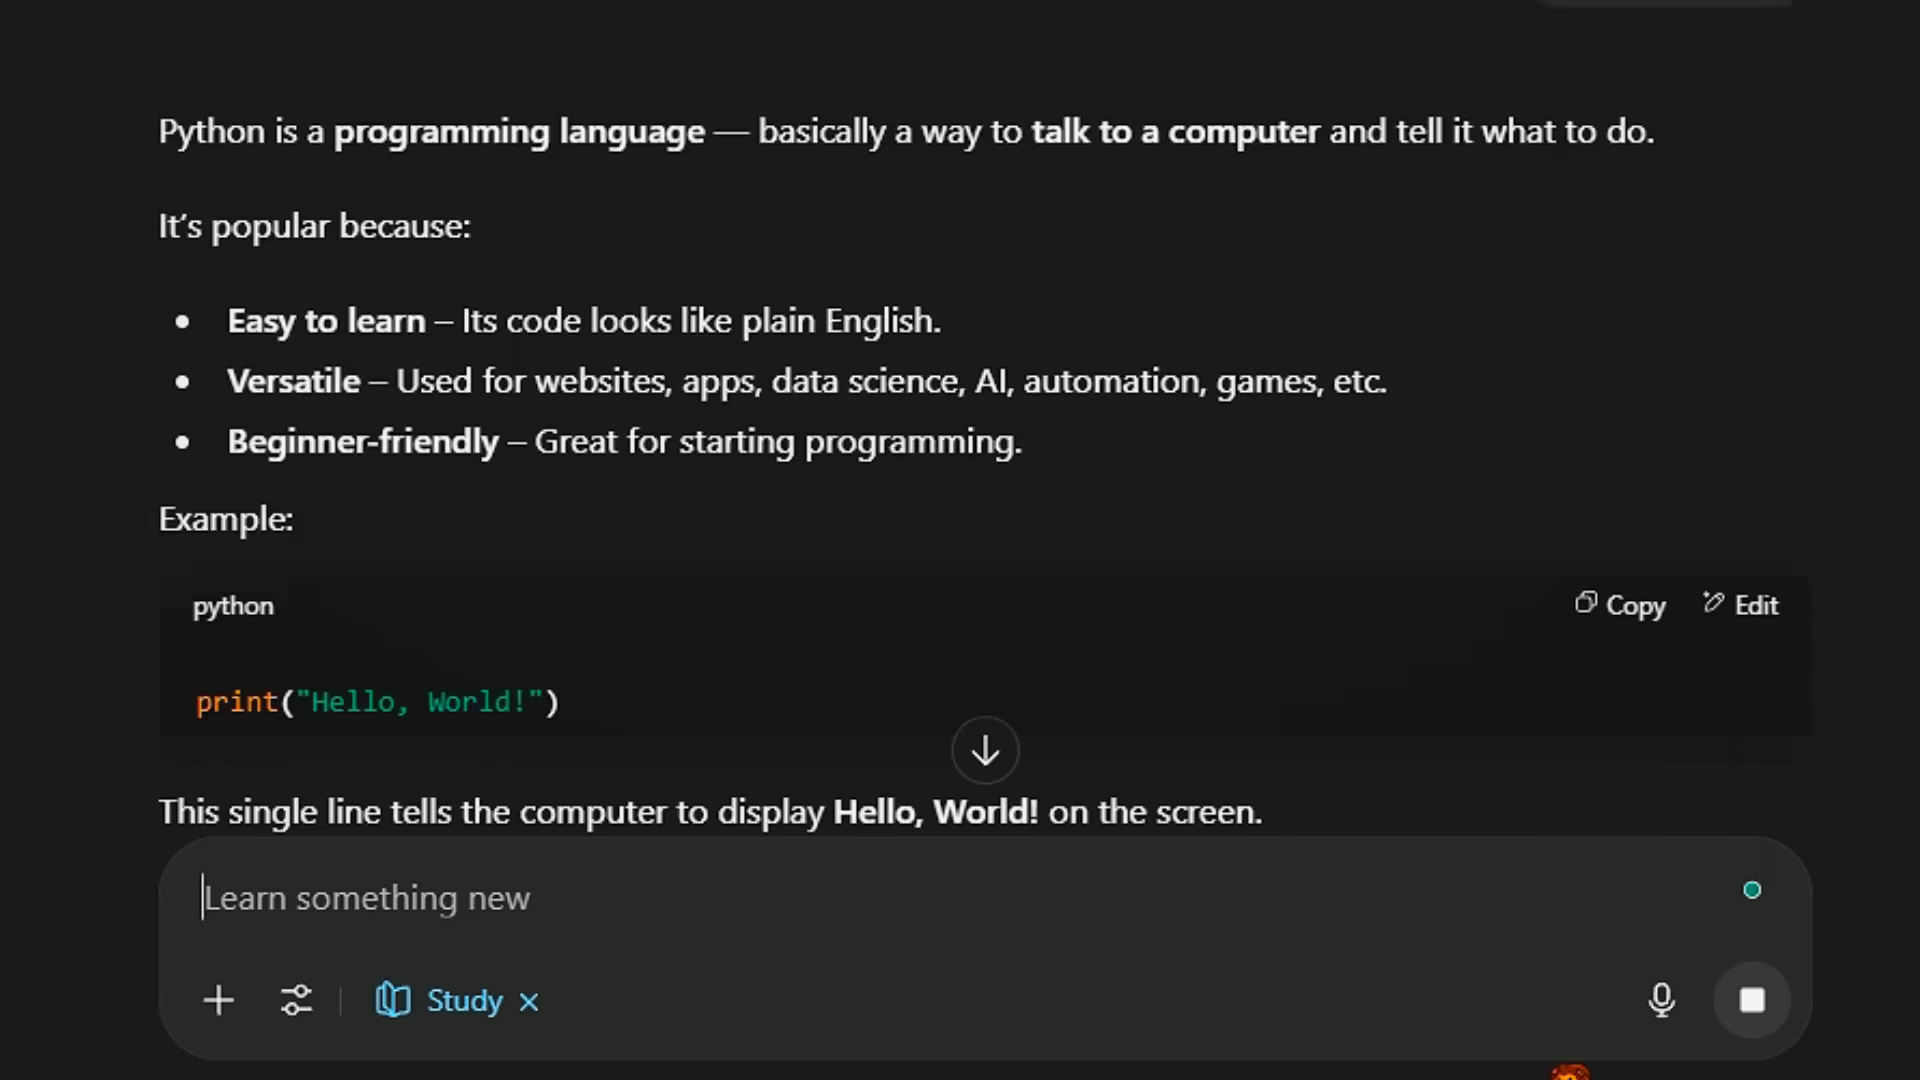 Python is a programming language — basically a way to talk to a computer and tell it what to do.
It’s popular because:
• Easy to learn – Its code looks like plain English.
• Versatile – Used for websites, apps, data science, AI, automation, games, etc.
• Beginner-friendly – Great for starting programming.
Example:
python Copy Edit
print("Hello, World!")
This single line tells the computer to display Hello, World! on the screen.
Learn something new
Study